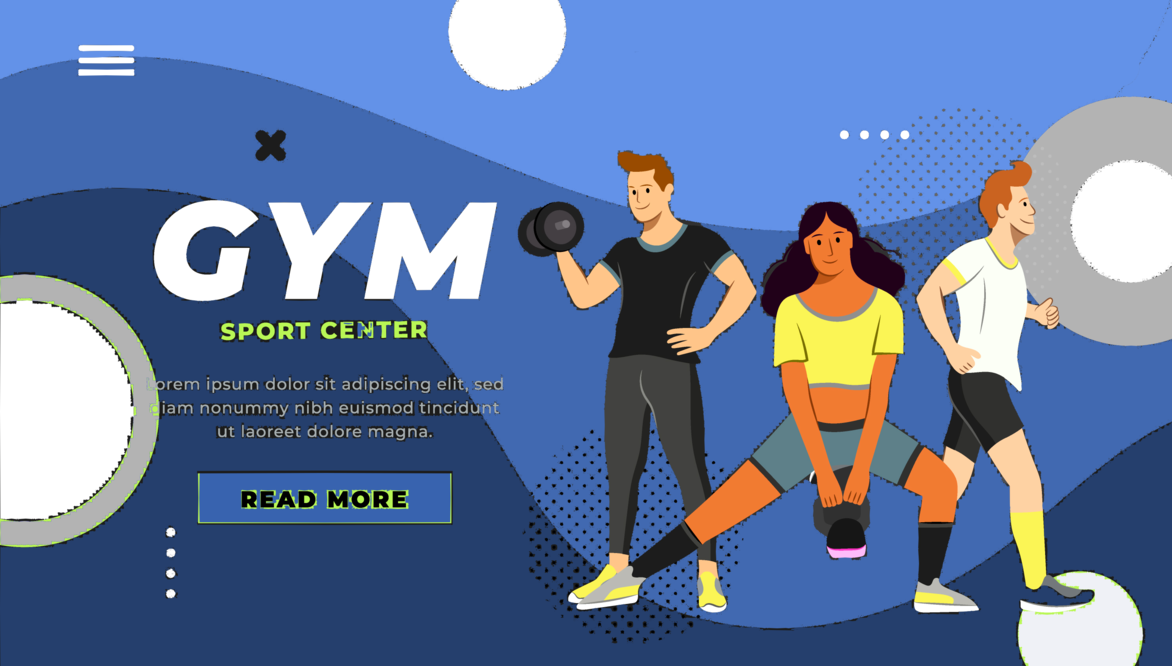 GYM
SPORT CENTER
Lorem ipsum dolor sit adipiscing elit, sed
diam nonummy nibh euismod tincidunt
ut laoreet dolore magna.
READ MORE